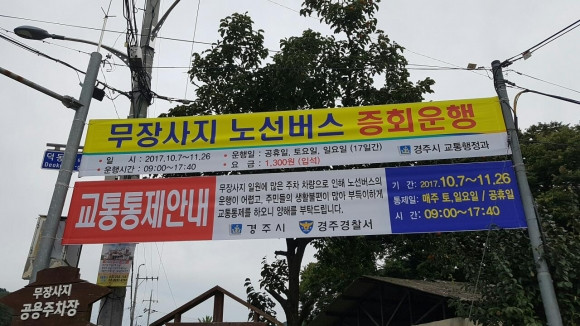 무장사지 노선버스 증회운행
• 일 시 : 2017.10.7~11.26 • 운행일 : 공휴일, 토요일, 일요일 (17일간)
• 운행시간 : 09:00~17:40 • 요 금 : 1,300원 (입석)
경주시 교통행정과
교통통제안내
무장사지 일원에 많은 주차 차량으로 인해 노선버스의
운행이 어렵고, 주민들의 생활불편이 많아 부득이하게
교통통제를 하오니 양해를 부탁드립니다.
경주시 경주경찰서
기 간 : 2017.10.7~11.26
통제일 : 매주 토,일요일 / 공휴일
시 간 : 09:00~17:40
무장사지
공용주차장